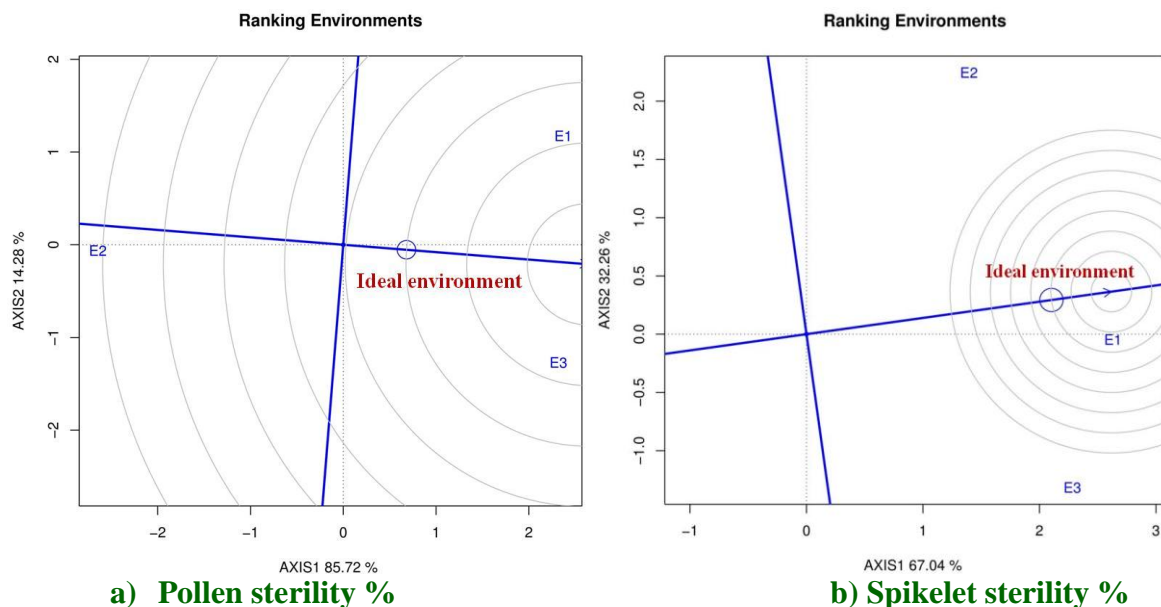 Ranking Environments
2
1
0
−1
−2
AXIS2 14.28 %
E1
E2
E3
Ideal environment
−2
−1
0
1
2
AXIS1 85.72 %
a) Pollen sterility %
Ranking Environments
2.0
1.5
1.0
0.5
0.0
−0.5
−1.0
AXIS2 32.26 %
E2
Ideal environment
E1
E3
−1
0
1
2
3
AXIS1 67.04 %
b) Spikelet sterility %